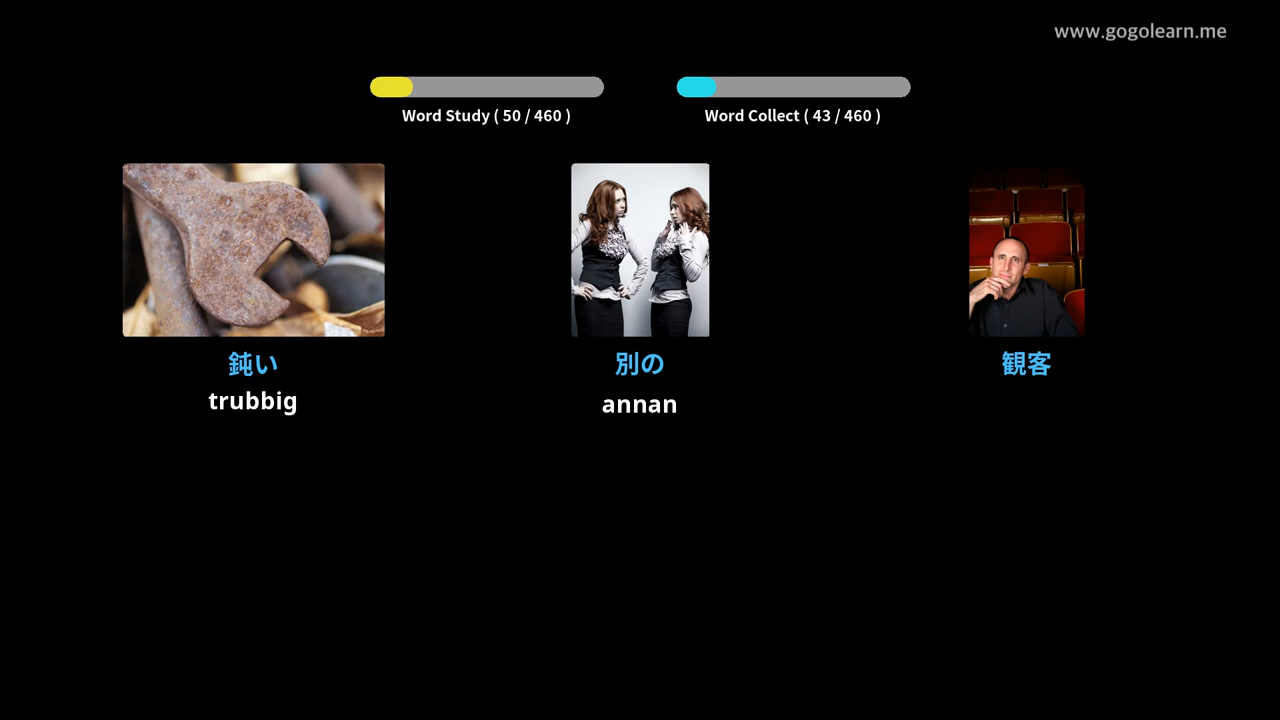 www.gogolearn.me
Word Study ( 50 / 460 )
Word Collect ( 43 / 460 )
鈍い
別の
観客
trubbig
annan